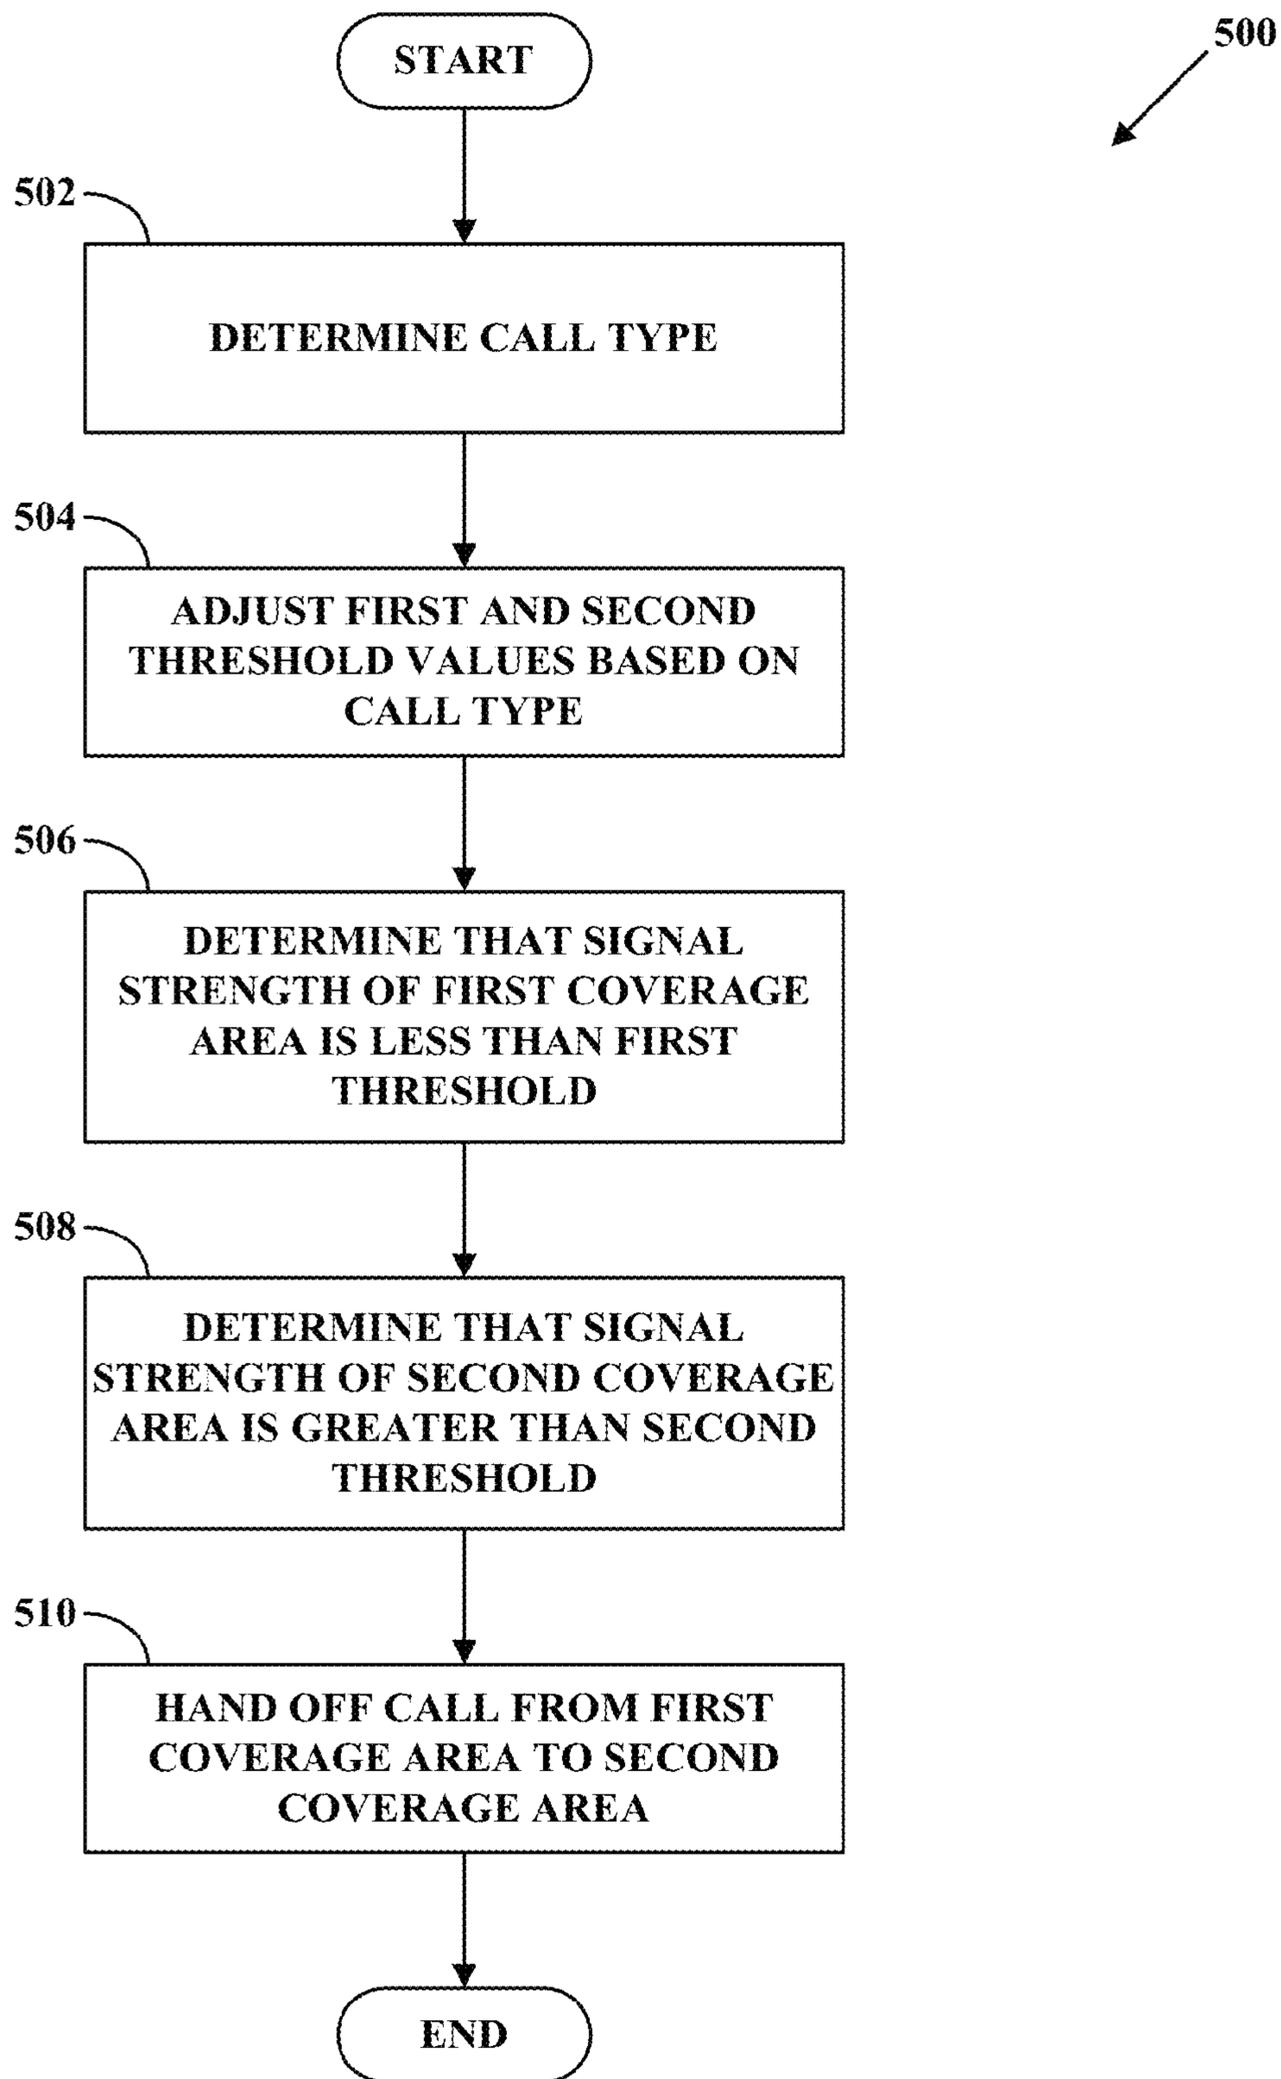 START
500
502
DETERMINE CALL TYPE
504
ADJUST FIRST AND SECOND
THRESHOLD VALUES BASED ON
CALL TYPE
506
DETERMINE THAT SIGNAL
STRENGTH OF FIRST COVERAGE
AREA IS LESS THAN FIRST
THRESHOLD
508
DETERMINE THAT SIGNAL
STRENGTH OF SECOND COVERAGE
AREA IS GREATER THAN SECOND
THRESHOLD
510
HAND OFF CALL FROM FIRST
COVERAGE AREA TO SECOND
COVERAGE AREA
END